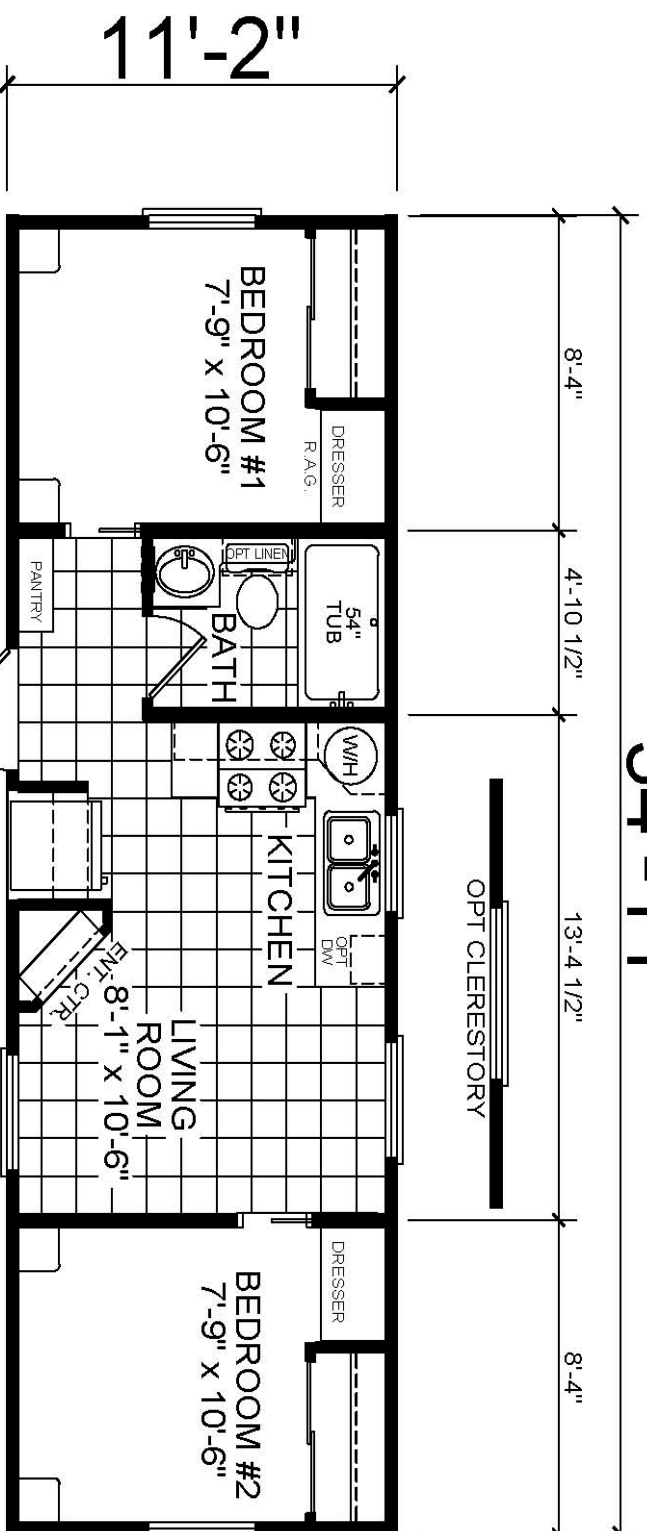 11'-2"
8'-4"
4'-10 1/2"
13'-4 1/2"
8'-4"
BEDROOM #1
7'-9" x 10'-6"
DRESSER
R.A.G.
PANTRY
OPT LINEN
54"
TUB
BATH
W/H
KITCHEN
OPT
DW
OPT CLERESTORY
ENT. CTR.
LIVING
ROOM
8'-1" x 10'-6"
DRESSER
BEDROOM #2
7'-9" x 10'-6"